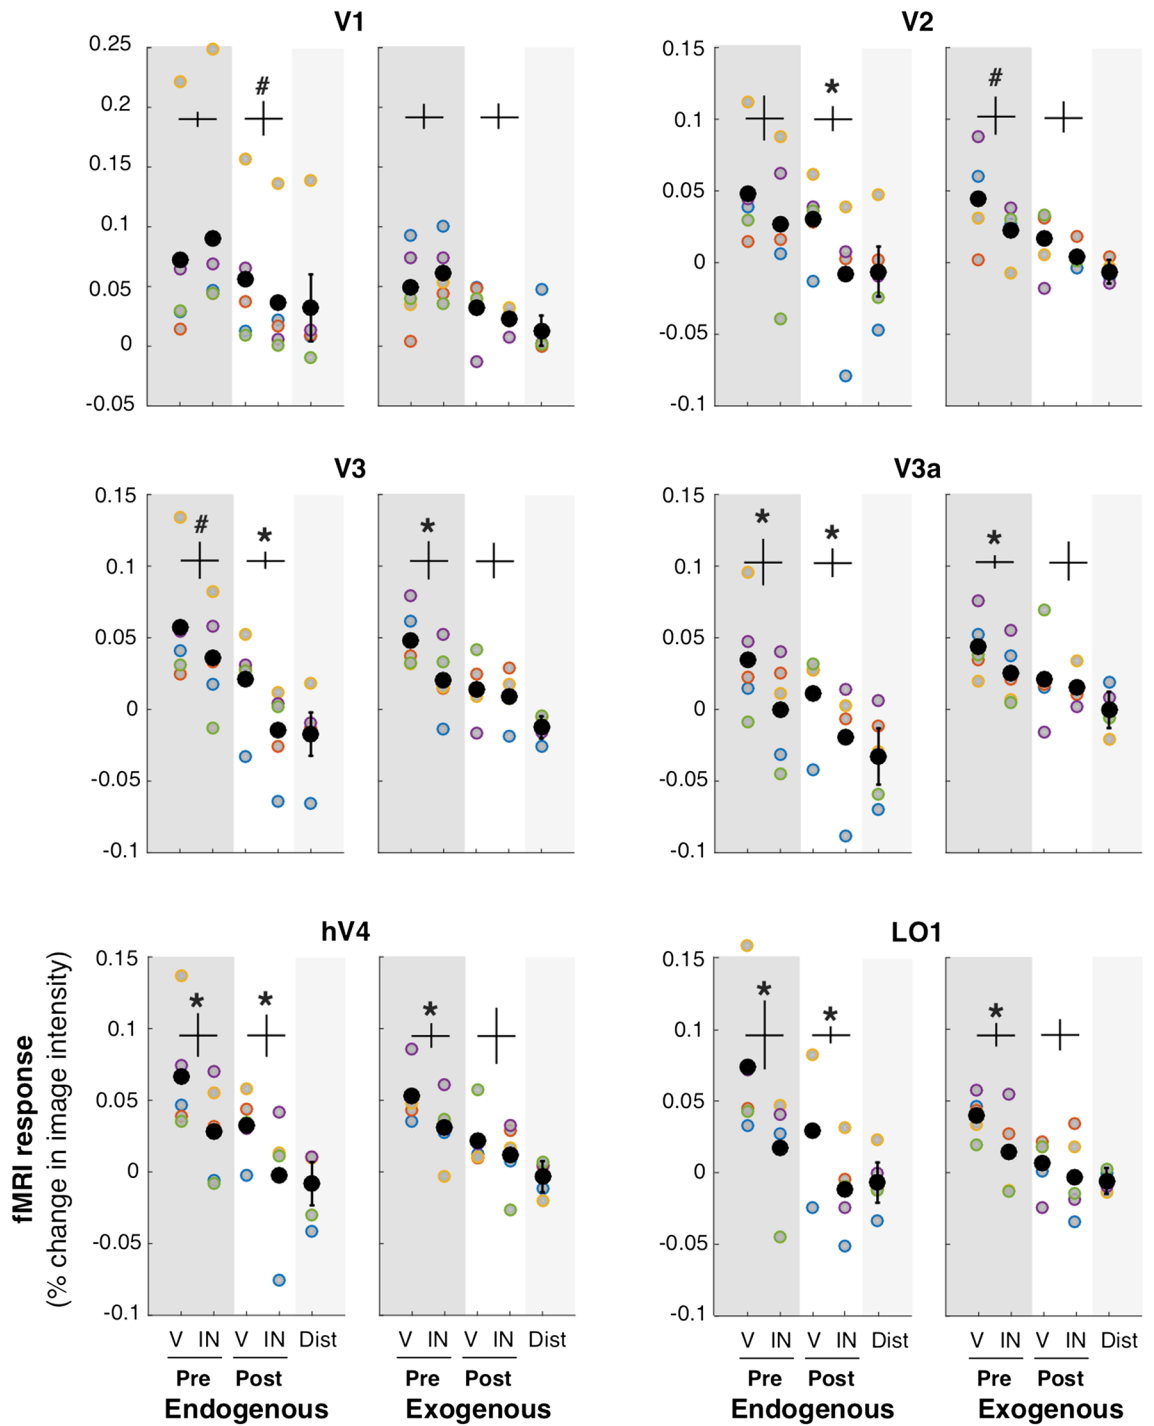 V1
V2
0.25
0.2
0.15
0.1
0.05
0
-0.05
#
0.15
0.1
0.05
0
-0.05
-0.1
*
#
V3
V3a
0.15
0.1
0.05
0
-0.05
-0.1
#
*
*
0.15
0.1
0.05
0
-0.05
-0.1
*
*
*
hV4
LO1
fMRI response
(% change in image intensity)
0.15
0.1
0.05
0
-0.05
-0.1
*
*
*
0.15
0.1
0.05
0
-0.05
-0.1
*
*
*
V IN V IN Dist
V IN V IN Dist
V IN V IN Dist
V IN V IN Dist
Pre Post
Pre Post
Pre Post
Pre Post
Endogenous
Exogenous
Endogenous
Exogenous